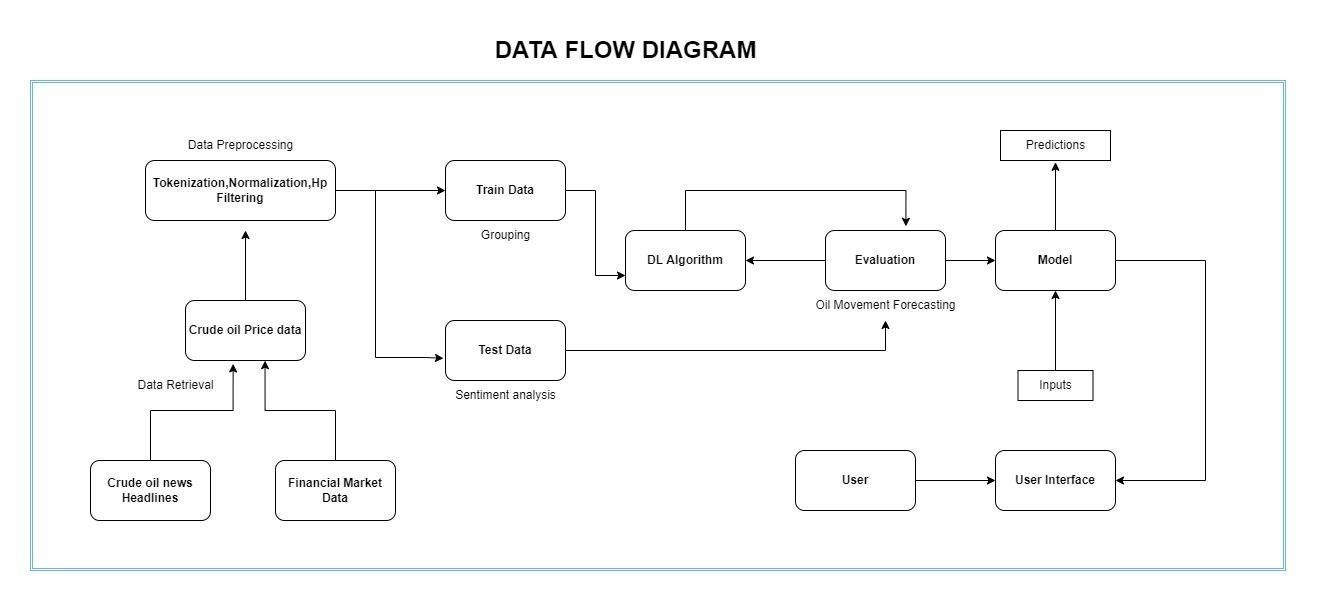 DATA FLOW DIAGRAM
Data Preprocessing
Tokenization,Normalization,Hp
Filtering
Train Data
Grouping
Predictions
DL Algorithm
Evaluation
Model
Oil Movement Forecasting
Crude oil Price data
Test Data
Data Retrieval
Sentiment analysis
Inputs
Crude oil news
Headlines
Financial Market
Data
User
User Interface